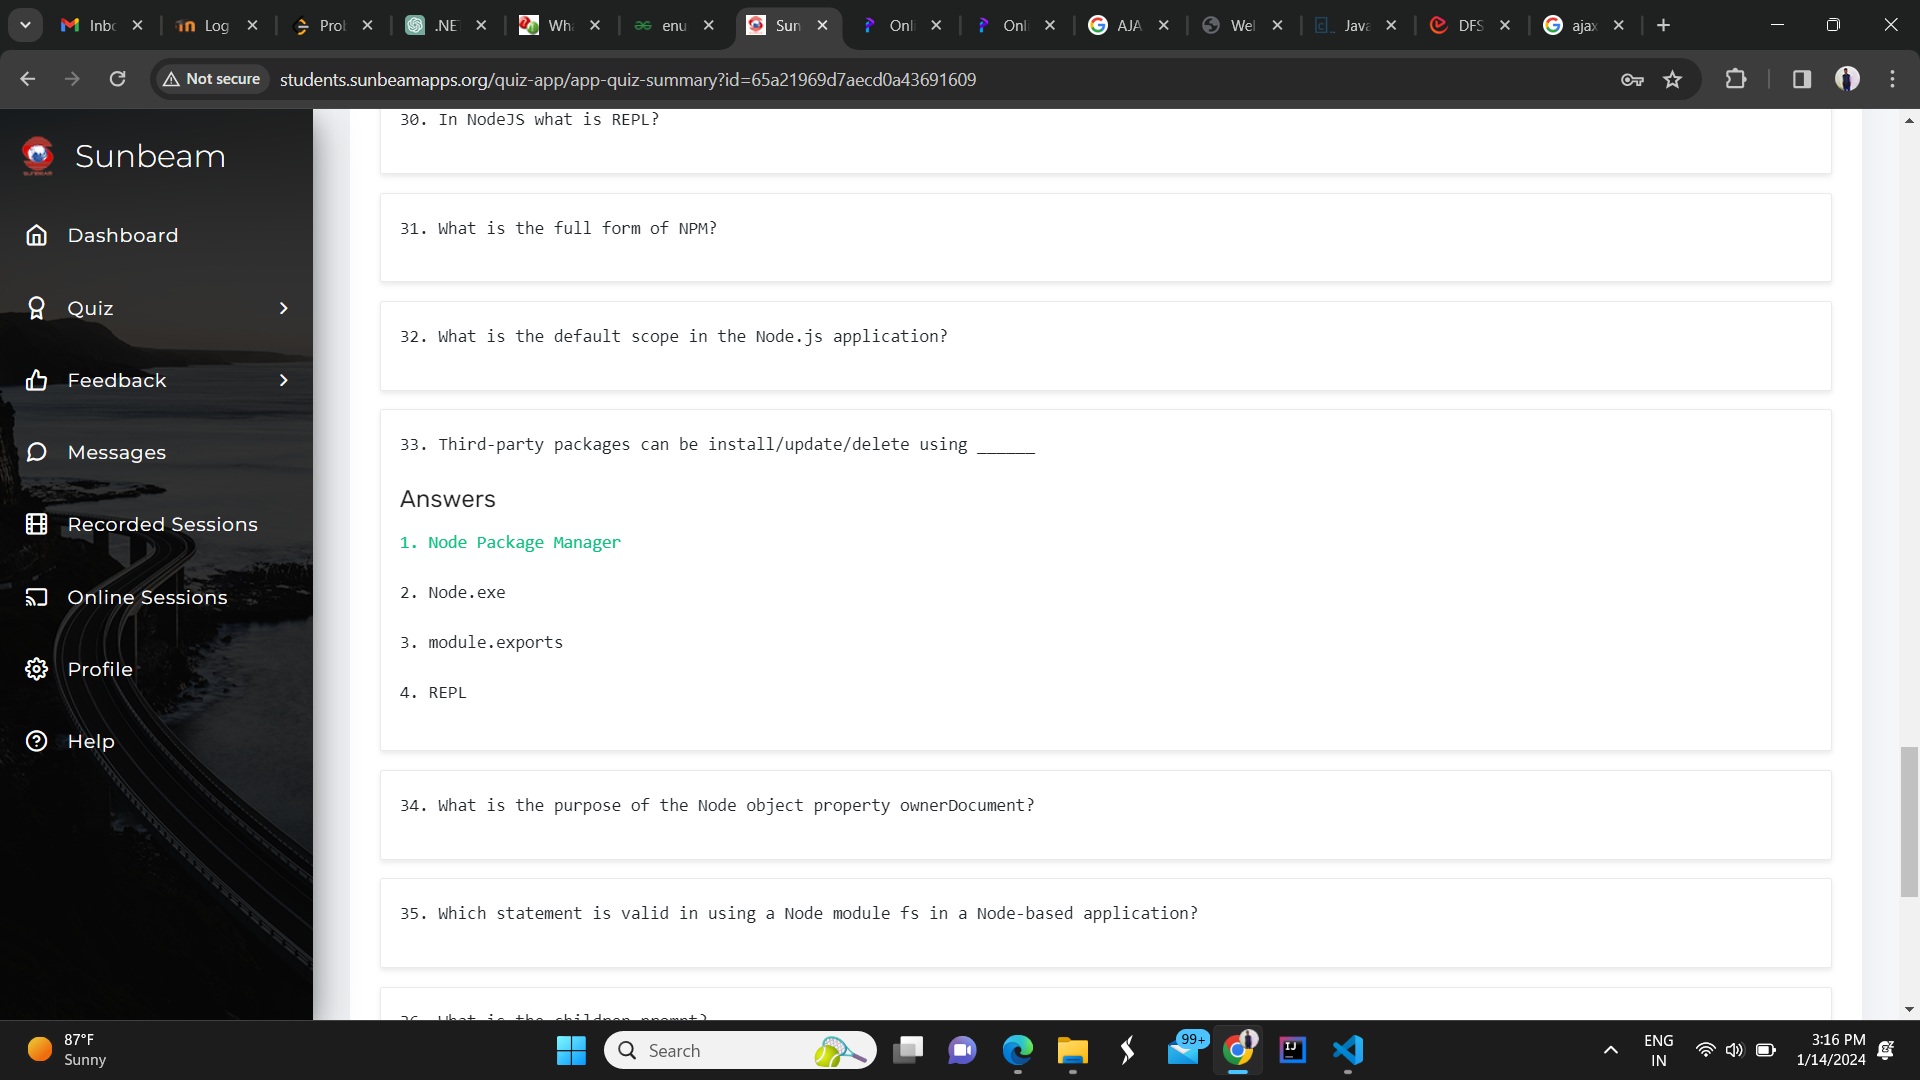 Inbo
Log
Prob
.NE
Wh
enu
Sun
Onli
Onli
AJA
Wel
Java
DFS
ajax
Not secure
students.sunbeamapps.org/quiz-app/app-quiz-summary?id=65a21969d7aecd0a43691609
Sunbeam
Dashboard
Quiz
Feedback
Messages
Recorded Sessions
Online Sessions
Profile
Help
30. In NodeJS what is REPL?
31. What is the full form of NPM?
32. What is the default scope in the Node.js application?
33. Third-party packages can be install/update/delete using ______
Answers
1. Node Package Manager
2. Node.exe
3. module.exports
4. REPL
34. What is the purpose of the Node object property ownerDocument?
35. Which statement is valid in using a Node module fs in a Node-based application?
36. What is the children prompt?
87°F
Sunny
Search
99+
ENG
IN
3:16 PM
1/14/2024